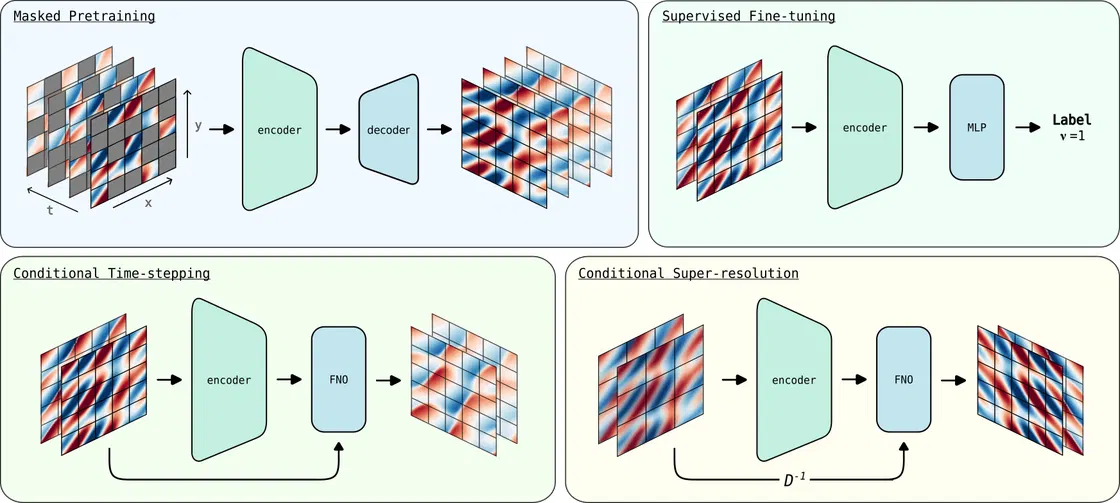 Masked Pretraining
encoder
decoder
y
x
t
Supervised Fine-tuning
encoder
MLP
Label
ν=1
Conditional Time-stepping
encoder
FNO
Conditional Super-resolution
encoder
FNO
D⁻¹